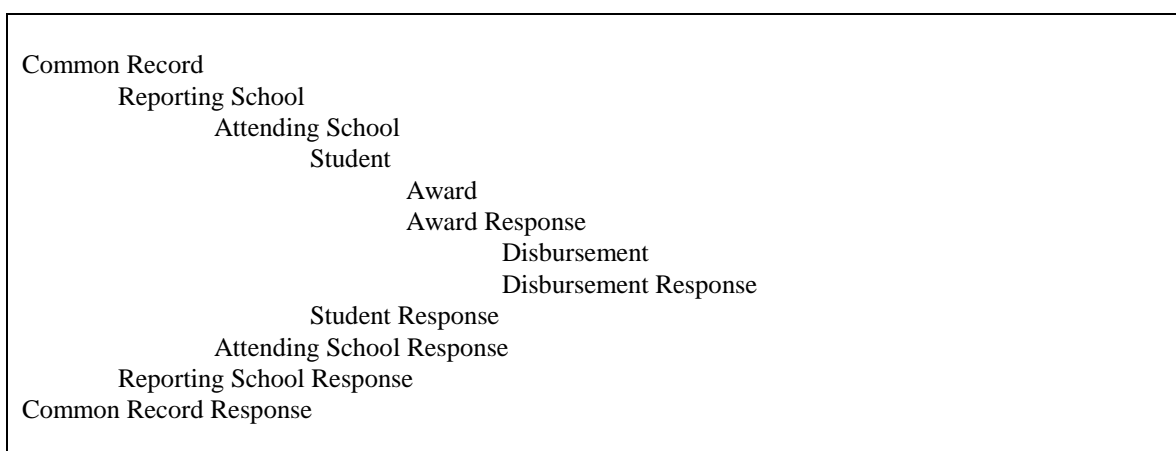 Common Record
Reporting School
Attending School
Student
Award
Award Response
Disbursement
Disbursement Response
Student Response
Attending School Response
Reporting School Response
Common Record Response